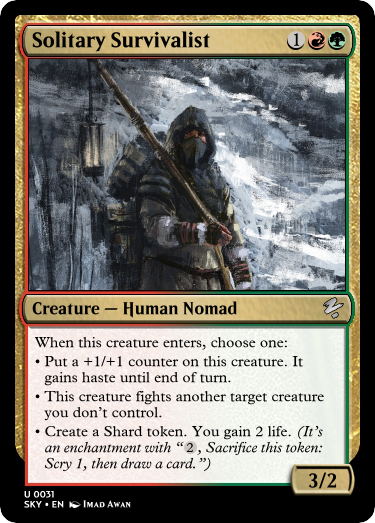 Solitary Survivalist 1
Creature — Human Nomad
When this creature enters, choose one:
• Put a +1/+1 counter on this creature. It
gains haste until end of turn.
• This creature fights another target creature
you don't control.
• Create a Shard token. You gain 2 life. (It's
an enchantment with “2, Sacrifice this token:
Scry 1, then draw a card.”)
3/2
U 0031
SKY • EN Imad Awan